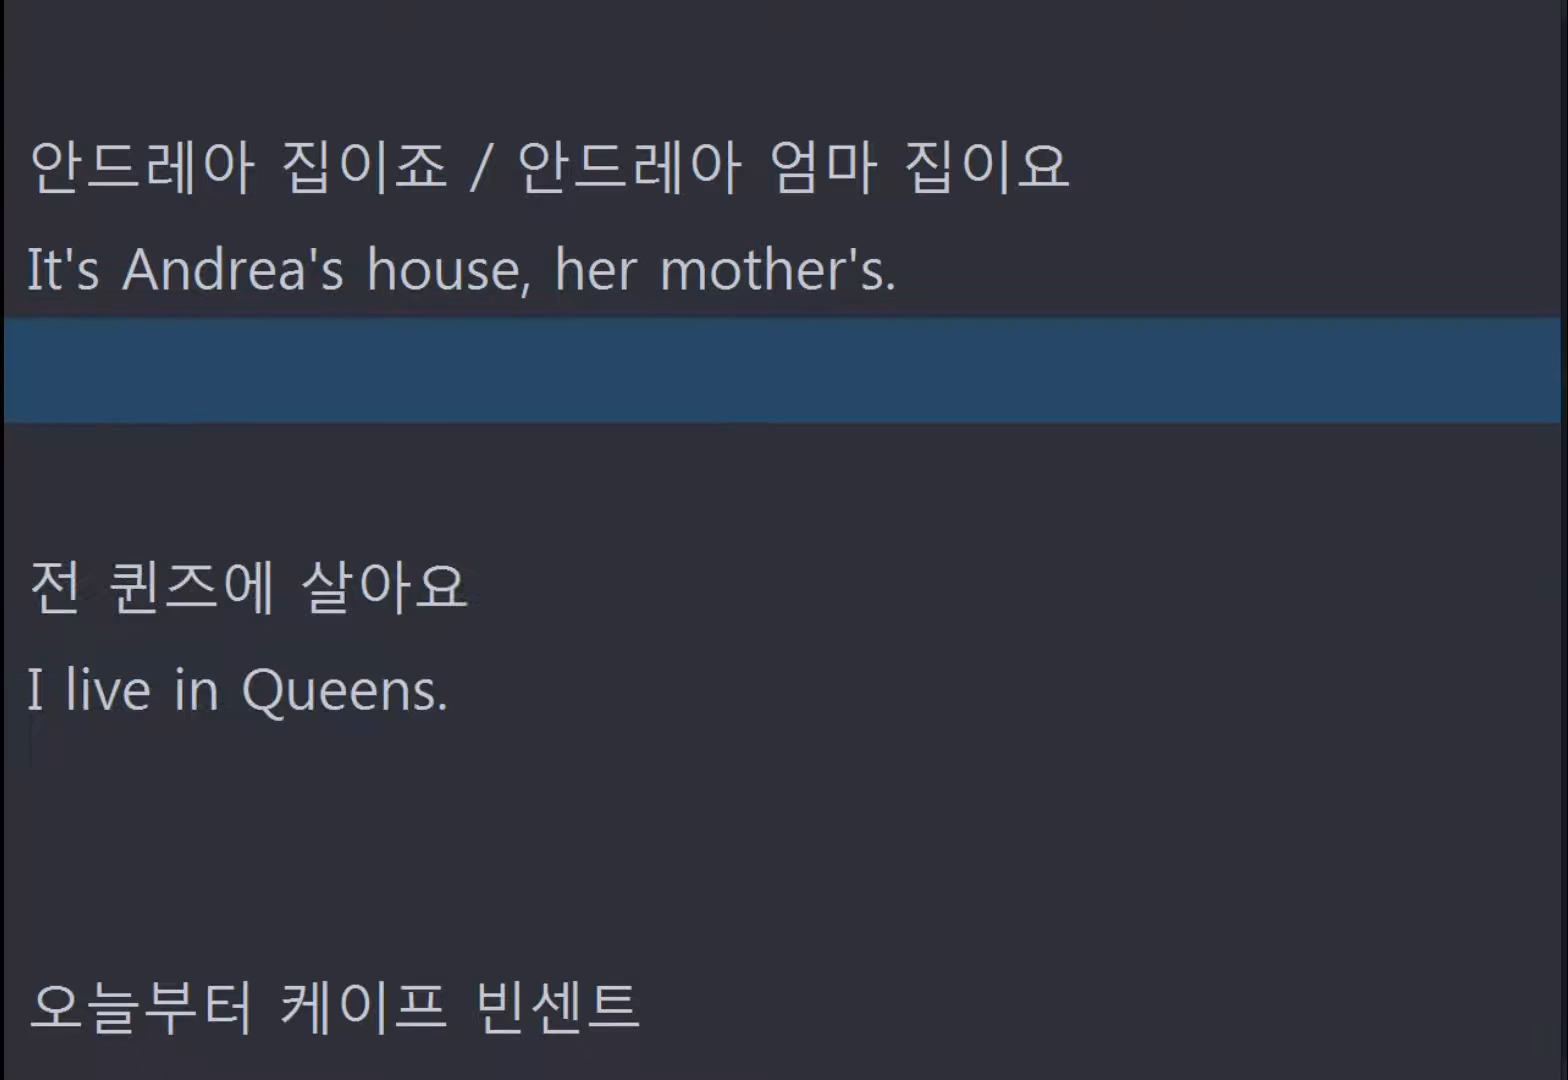 안드레아 집이죠 / 안드레아 엄마 집이요
It's Andrea's house, her mother's.
전 퀸즈에 살아요
I live in Queens.
오늘부터 케이프 빈센트